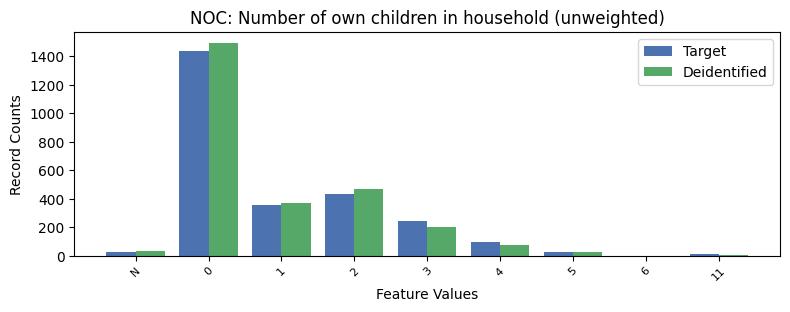 NOC: Number of own children in household (unweighted)
Target
Deidentified
Record Counts
1400
1200
1000
800
600
400
200
0
N 0 1 2 3 4 5 6 11
Feature Values